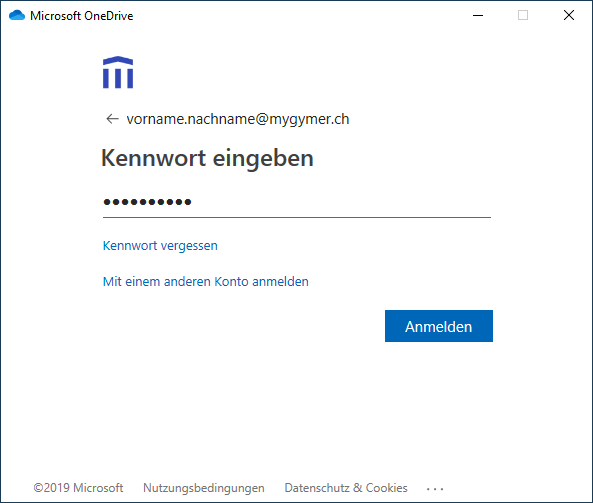 Microsoft OneDrive
vorname.nachname@mygymer.ch
Kennwort eingeben
••••••••••
Kennwort vergessen
Mit einem anderen Konto anmelden
Anmelden
©2019 Microsoft Nutzungsbedingungen Datenschutz & Cookies ...